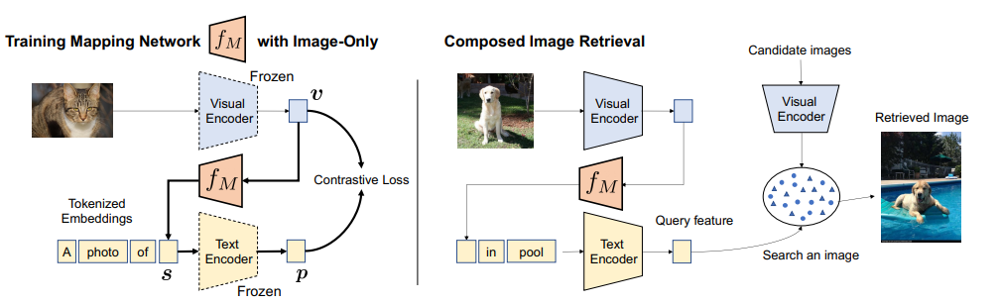 Training Mapping Network f_M with Image-Only
Frozen
Visual
Encoder
v
f_M
Contrastive Loss
Tokenized
Embeddings
A photo of
s
Text
Encoder
p
Frozen
Composed Image Retrieval
Visual
Encoder
f_M
in pool
Text
Encoder
Query feature
Candidate images
Visual
Encoder
Retrieved Image
Search an image